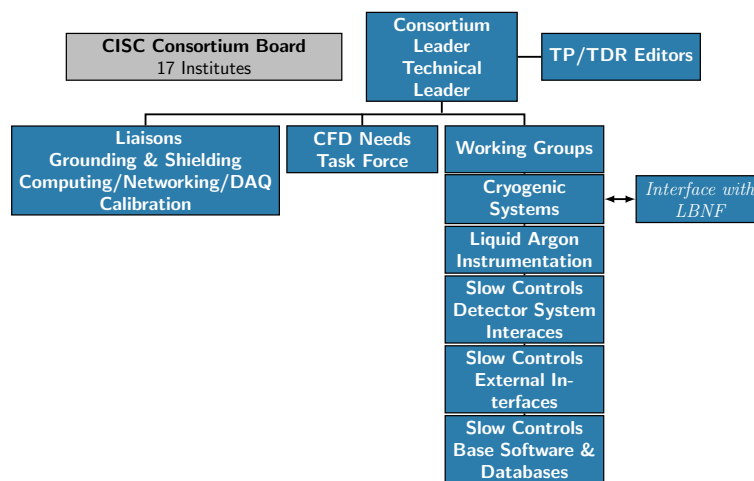 CISC Consortium Board
17 Institutes
Consortium
Leader
Technical
Leader
TP/TDR Editors
Liaisons
Grounding & Shielding
Computing/Networking/DAQ
Calibration
CFD Needs
Task Force
Working Groups
Cryogenic
Systems
Interface with
LBNF
Liquid Argon
Instrumentation
Slow Controls
Detector System
Interaces
Slow Controls
External In-
terfaces
Slow Controls
Base Software &
Databases